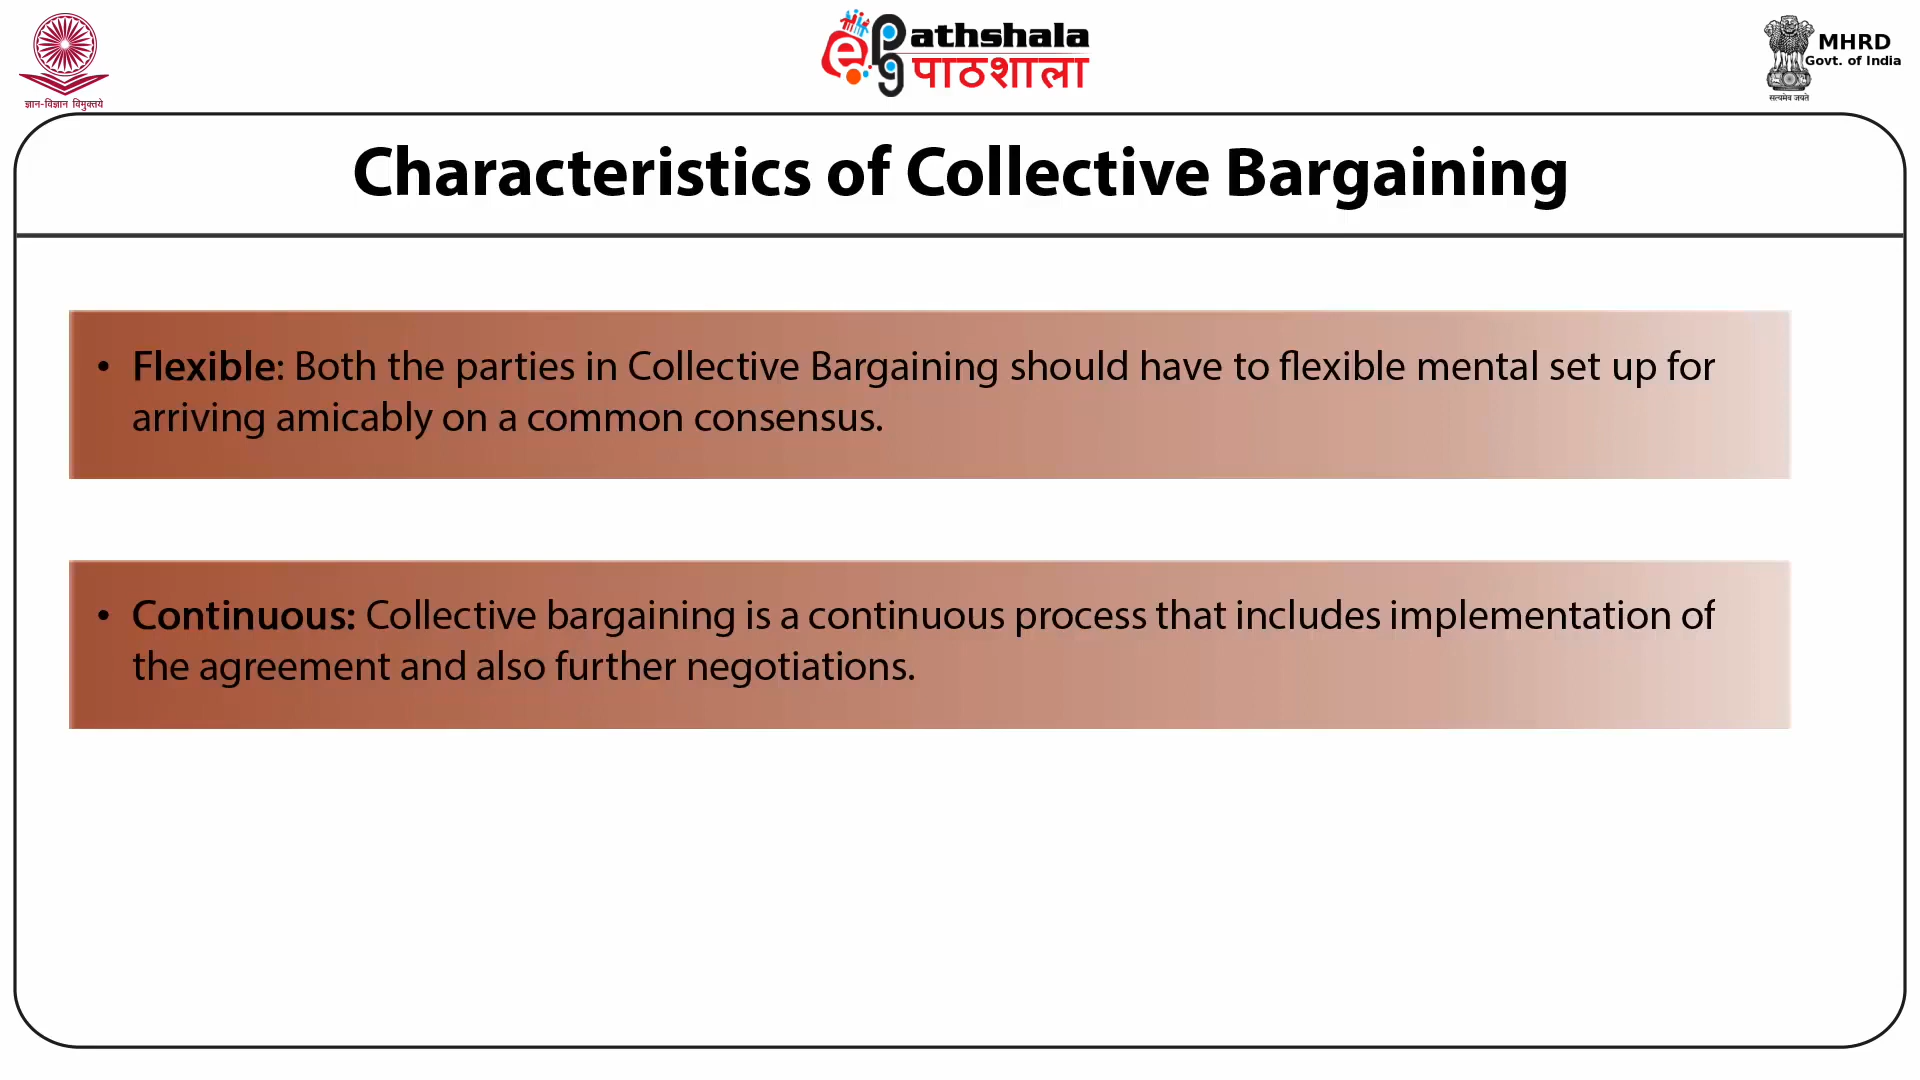 ज्ञान-विज्ञान विमुक्तये
ePathshala
पाठशाला
MHRD
Govt. of India
सत्यमेव जयते
Characteristics of Collective Bargaining
• Flexible: Both the parties in Collective Bargaining should have to flexible mental set up for
arriving amicably on a common consensus.
• Continuous: Collective bargaining is a continuous process that includes implementation of
the agreement and also further negotiations.